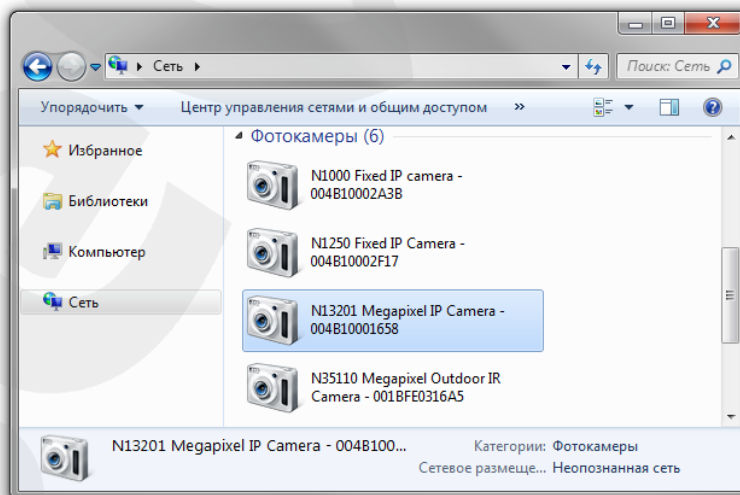 Сеть
Поиск: Сеть
Упорядочить
Центр управления сетями и общим доступом
»
Избранное
Библиотеки
Компьютер
Сеть
Фотокамеры (6)
N1000 Fixed IP camera -
004B10002A3B
N1250 Fixed IP Camera -
004B10002F17
N13201 Megapixel IP Camera -
004B10001658
N35110 Megapixel Outdoor IR
Camera - 001BFE0316A5
N13201 Megapixel IP Camera - 004B100...
Категории: Фотокамеры
Сетевое размеще... Неопознанная сеть